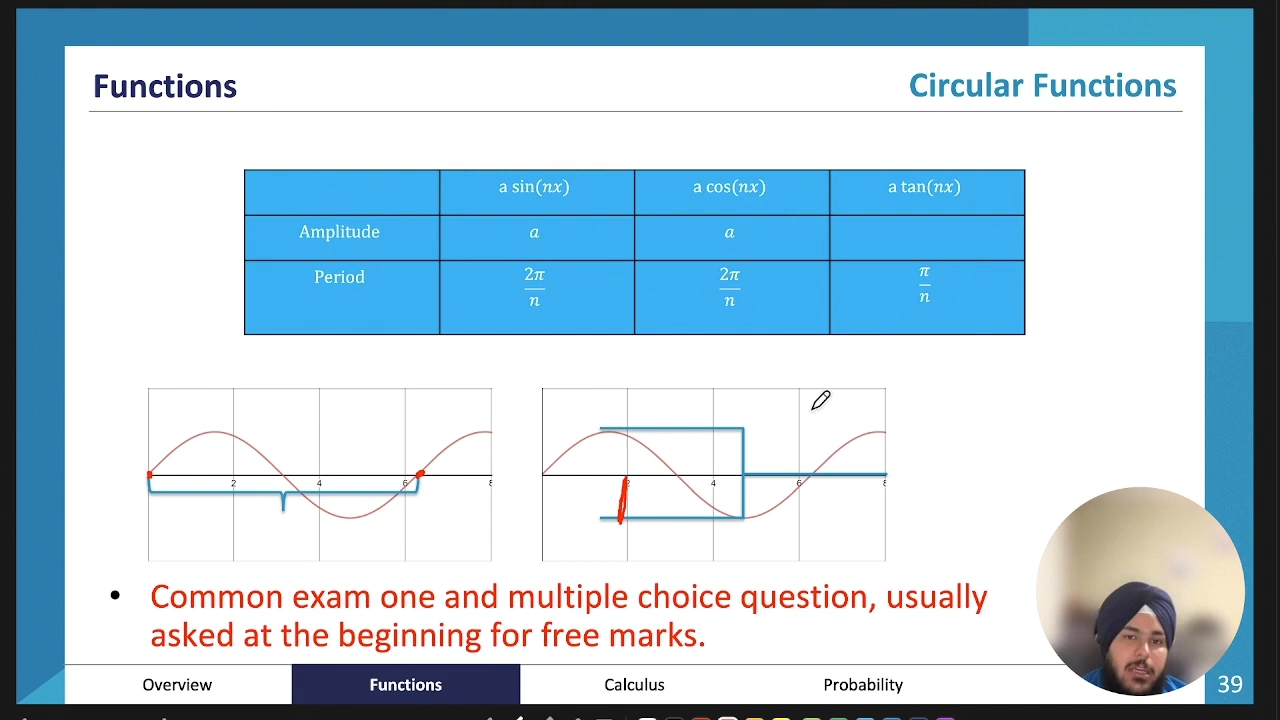 Functions
Circular Functions
a sin(nx) a cos(nx) a tan(nx)
Amplitude a a
Period 2π/n 2π/n π/n
2 4 6 8
2 4 6 8
• Common exam one and multiple choice question, usually
asked at the beginning for free marks.
Overview Functions Calculus Probability
39